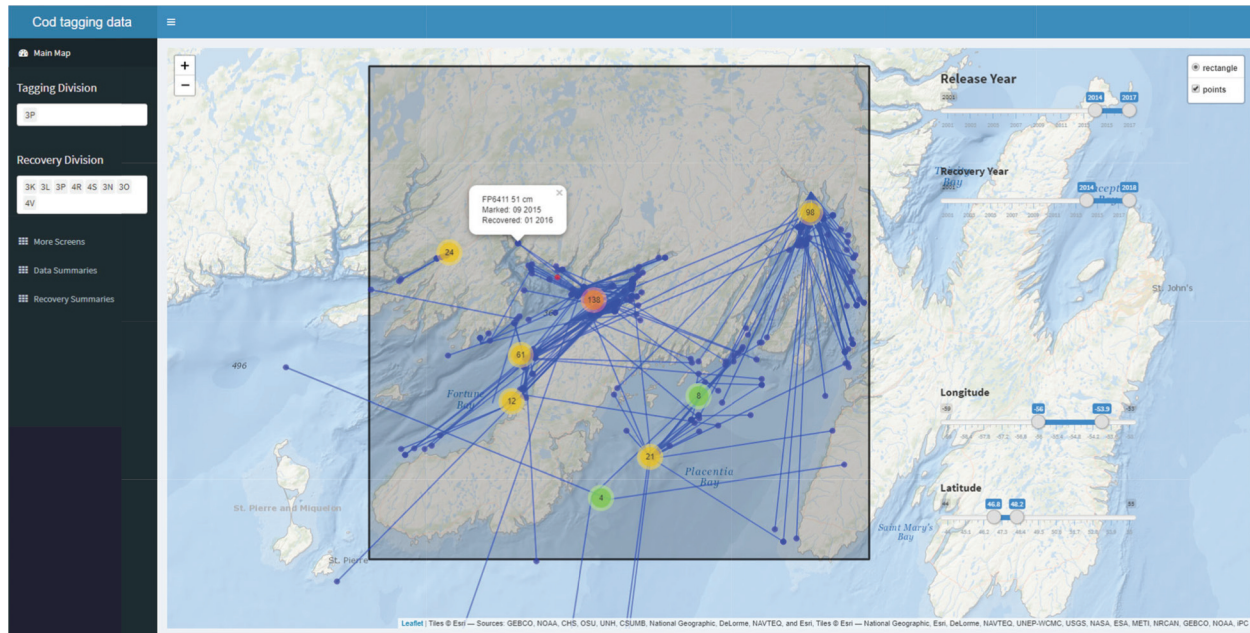 Cod tagging data
Main Map
Tagging Division
3P
Recovery Division
3K 3L 3P 4R 4S 3N 3O
4V
More Screens
Data Summaries
Recovery Summaries
+
−
FP6411 51 cm
Marked: 09 2015
Recovered: 01 2016
×
24
98
138
61
12
8
21
4
496
Fortune
Bay
Placentia
Bay
St. Pierre and Miquelon
St. Pierre
Saint Mary's
Bay
St. John's
rectangle
points
Release Year
2001
2014
2017
Recovery Year
2001
2014
2018
Longitude
-56
-53.9
Latitude
46.8
48.2
Leaflet | Tiles © Esri — Sources: GEBCO, NOAA, CHS, OSU, UNH, CSUMB, National Geographic, DeLorme, NAVTEQ, and Esri, Tiles © Esri — National Geographic, Esri, DeLorme, NAVTEQ, UNEP-WCMC, USGS, NASA, ESA, METI, NRCAN, GEBCO, NOAA, iPC